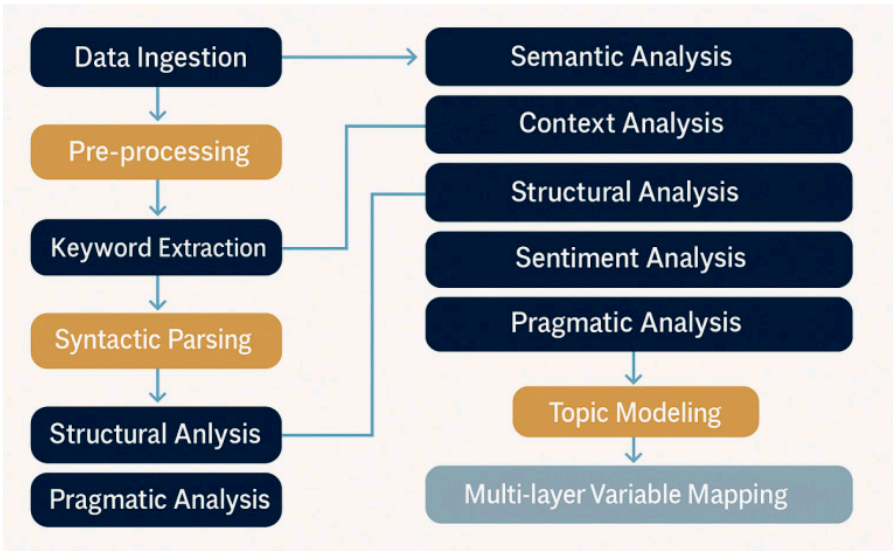 Data Ingestion
Pre-processing
Keyword Extraction
Syntactic Parsing
Structural Anlysis
Pragmatic Analysis
Semantic Analysis
Context Analysis
Structural Analysis
Sentiment Analysis
Pragmatic Analysis
Topic Modeling
Multi-layer Variable Mapping